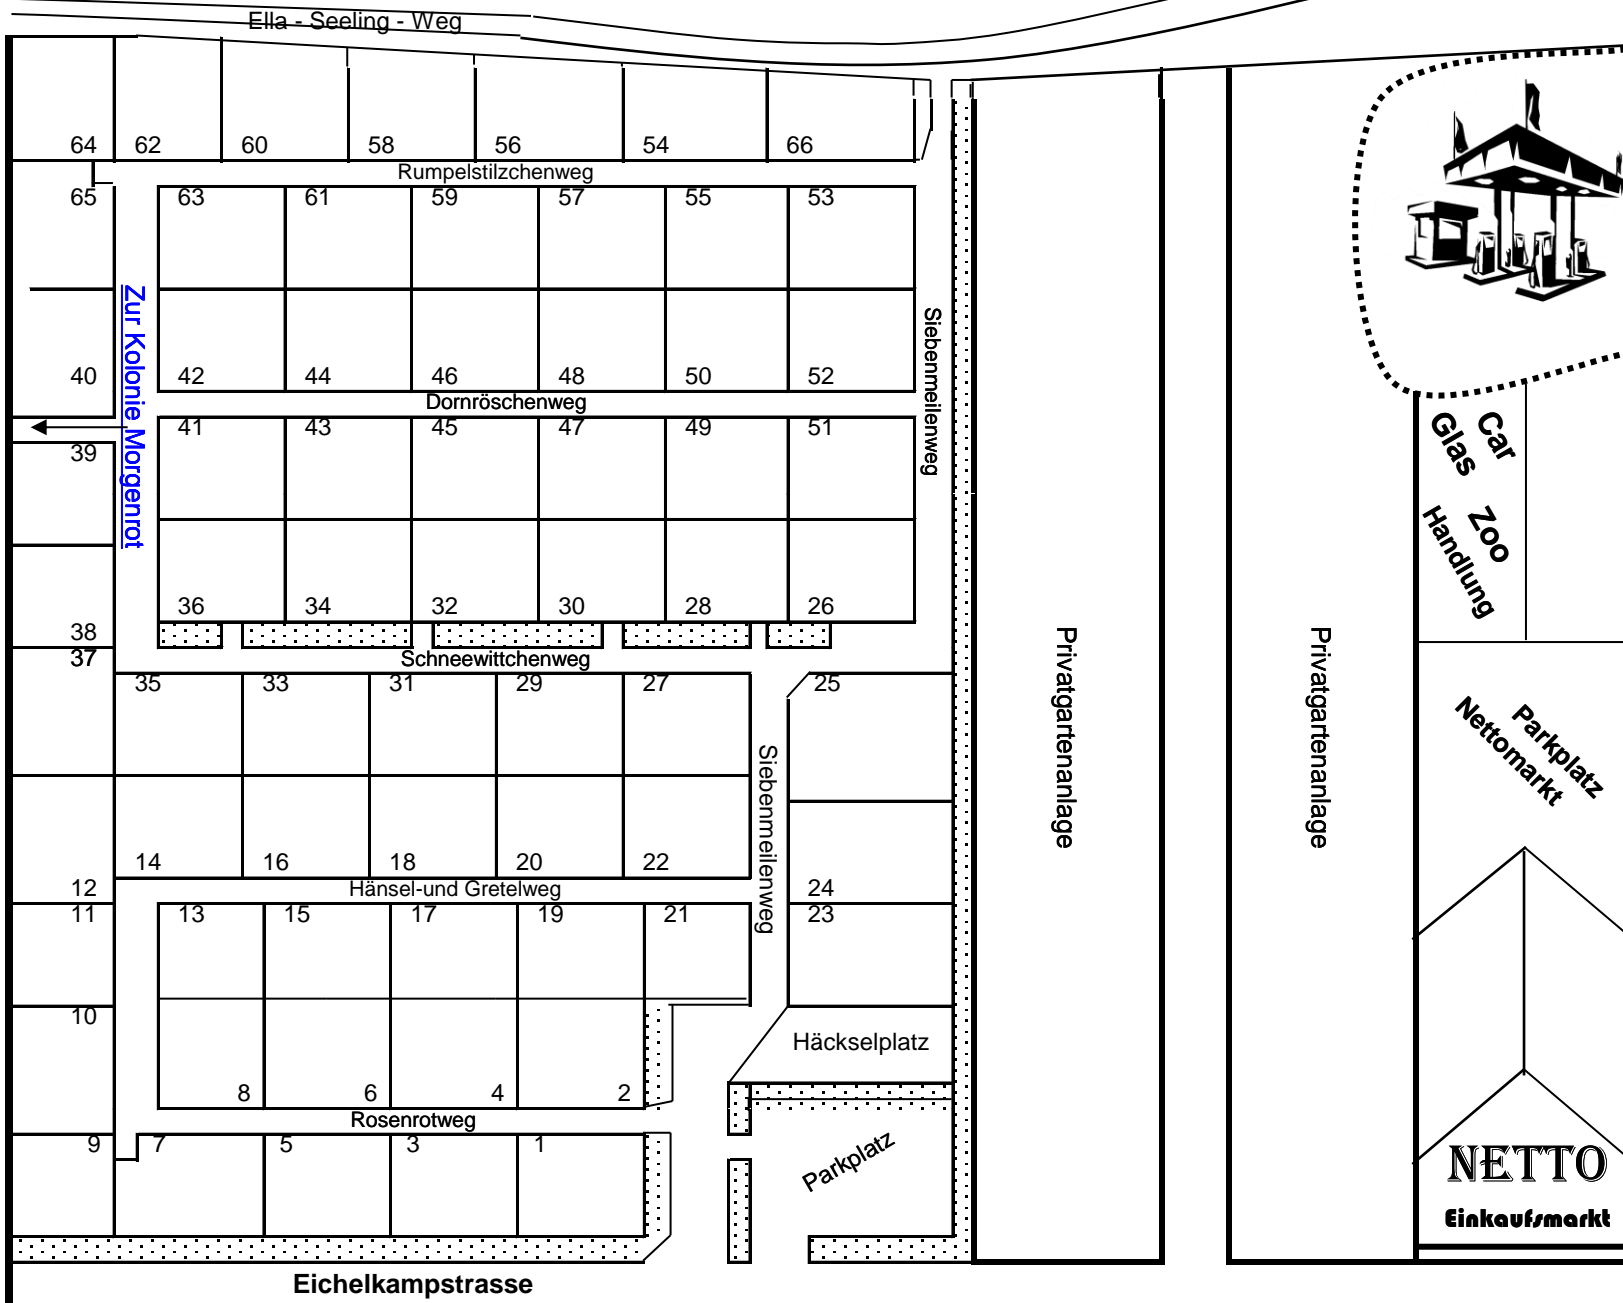 Ella - Seeling - Weg
64 62 60 58 56 54 66
Rumpelstilzchenweg
65 63 61 59 57 55 53
Zur Kolonie Morgenrot
Siebenmeilenweg
40 42 44 46 48 50 52
Dornröschenweg
39 41 43 45 47 49 51
36 34 32 30 28 26
38
37
Schneewittchenweg
35 33 31 29 27 25
Siebenmeilenweg
14 16 18 20 22
12 24
Hänsel-und Gretelweg
11 13 15 17 19 21 23
10
Häckselplatz
8 6 4 2
Rosenrotweg
9 7 5 3 1
Parkplatz
Eichelkampstrasse
Privatgartenanlage
Privatgartenanlage
Car
Glas
Zoo
Handlung
Parkplatz
Nettomarkt
NETTO
Einkaufsmarkt